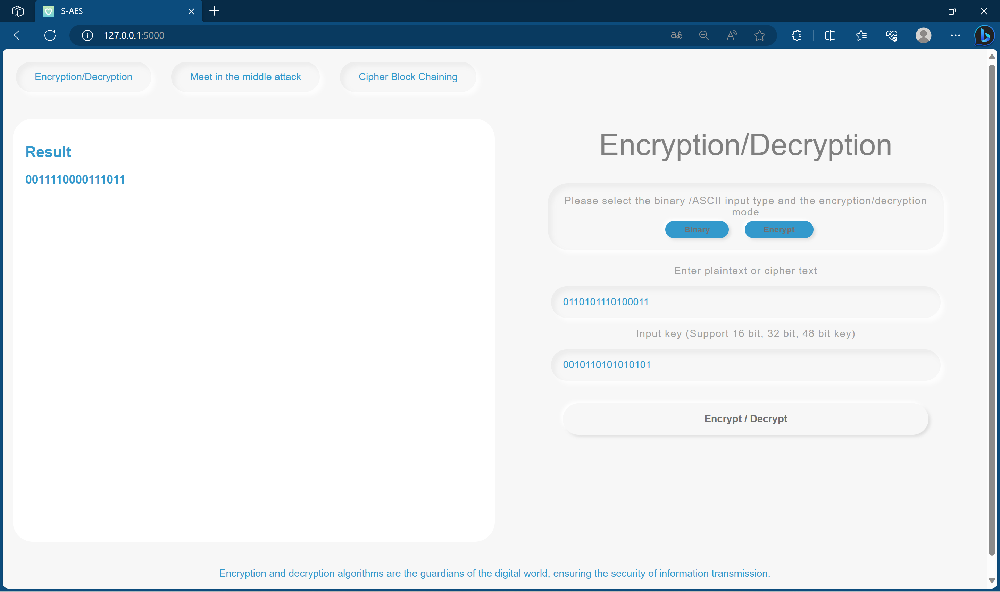 S-AES
127.0.0.1:5000
Encryption/Decryption
Meet in the middle attack
Cipher Block Chaining
Result
0011110000111011
Encryption/Decryption
Please select the binary /ASCII input type and the encryption/decryption
mode
Binary
Encrypt
Enter plaintext or cipher text
0110101110100011
Input key (Support 16 bit, 32 bit, 48 bit key)
0010110101010101
Encrypt / Decrypt
Encryption and decryption algorithms are the guardians of the digital world, ensuring the security of information transmission.